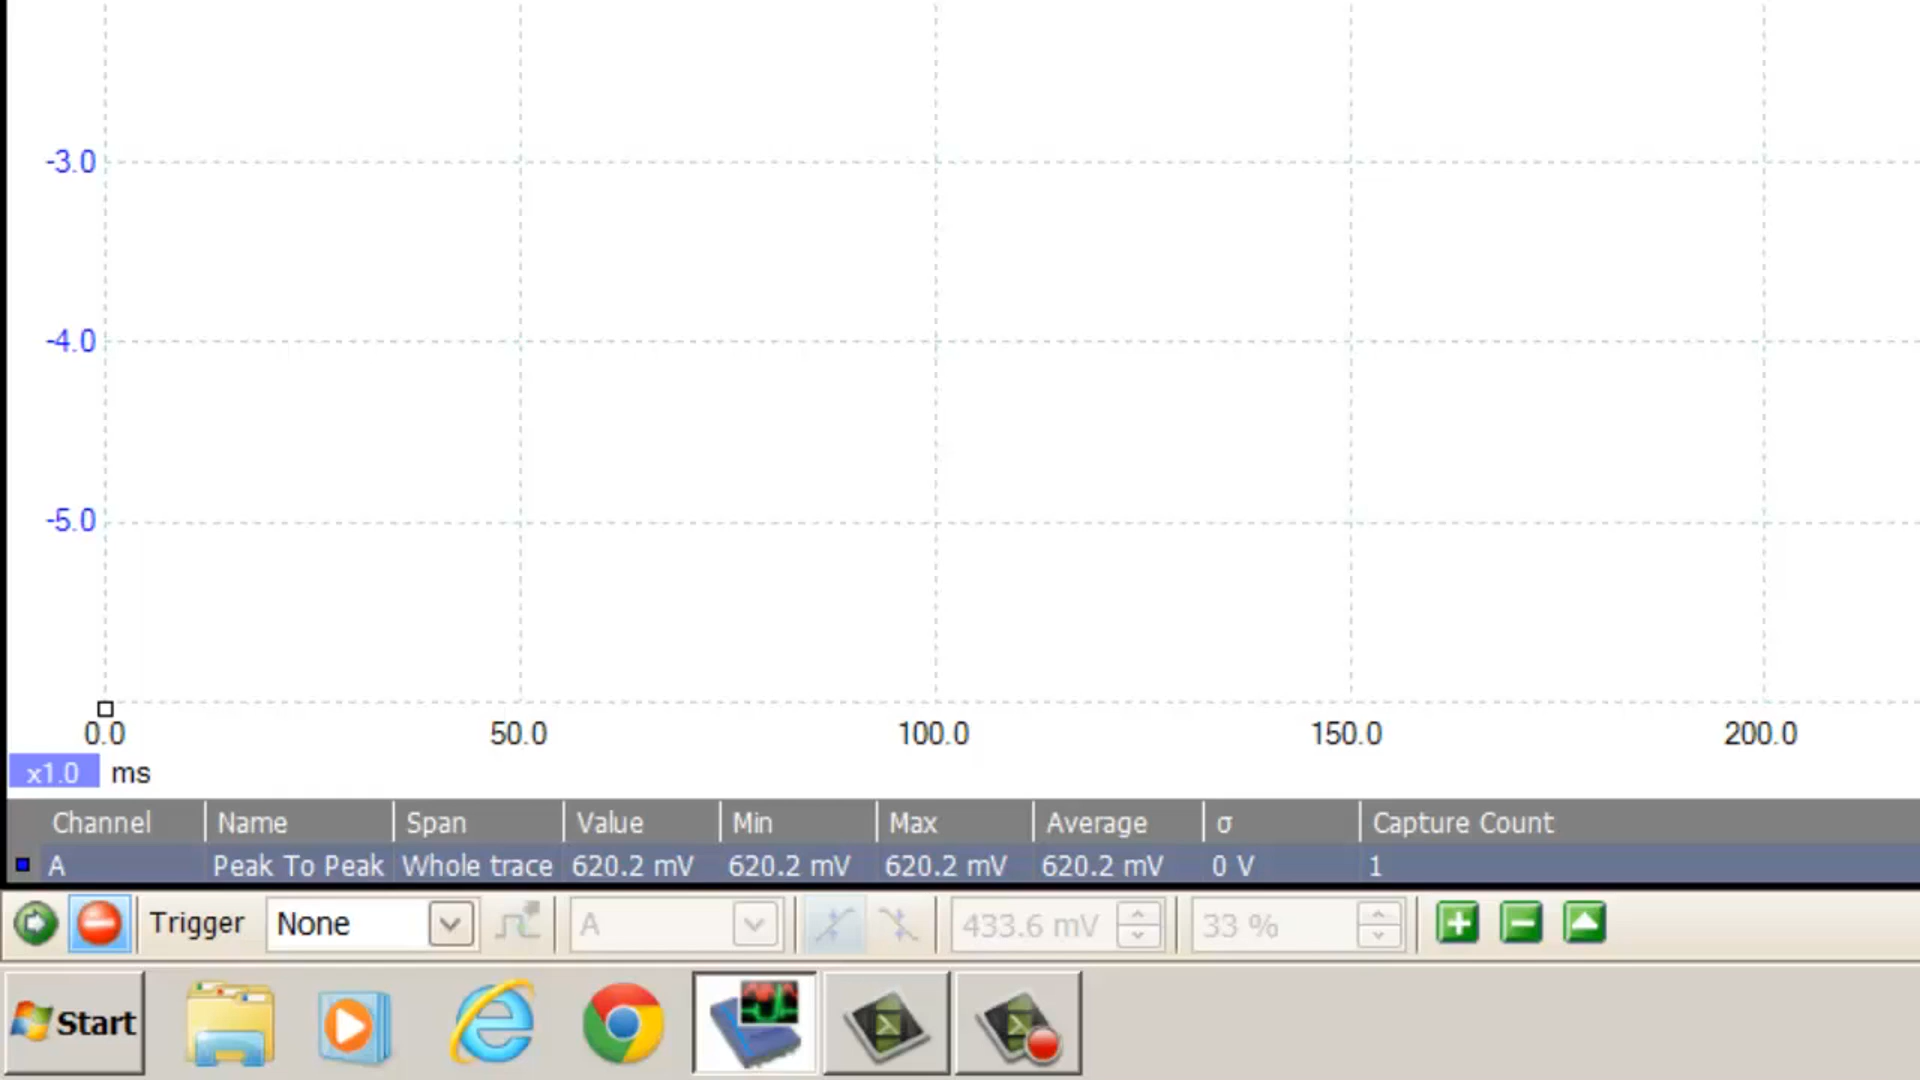 -3.0
-4.0
-5.0
0.0 50.0 100.0 150.0 200.0
x1.0 ms
Channel Name Span Value Min Max Average σ Capture Count
A Peak To Peak Whole trace 620.2 mV 620.2 mV 620.2 mV 620.2 mV 0 V 1
Trigger None A 433.6 mV 33 %
Start